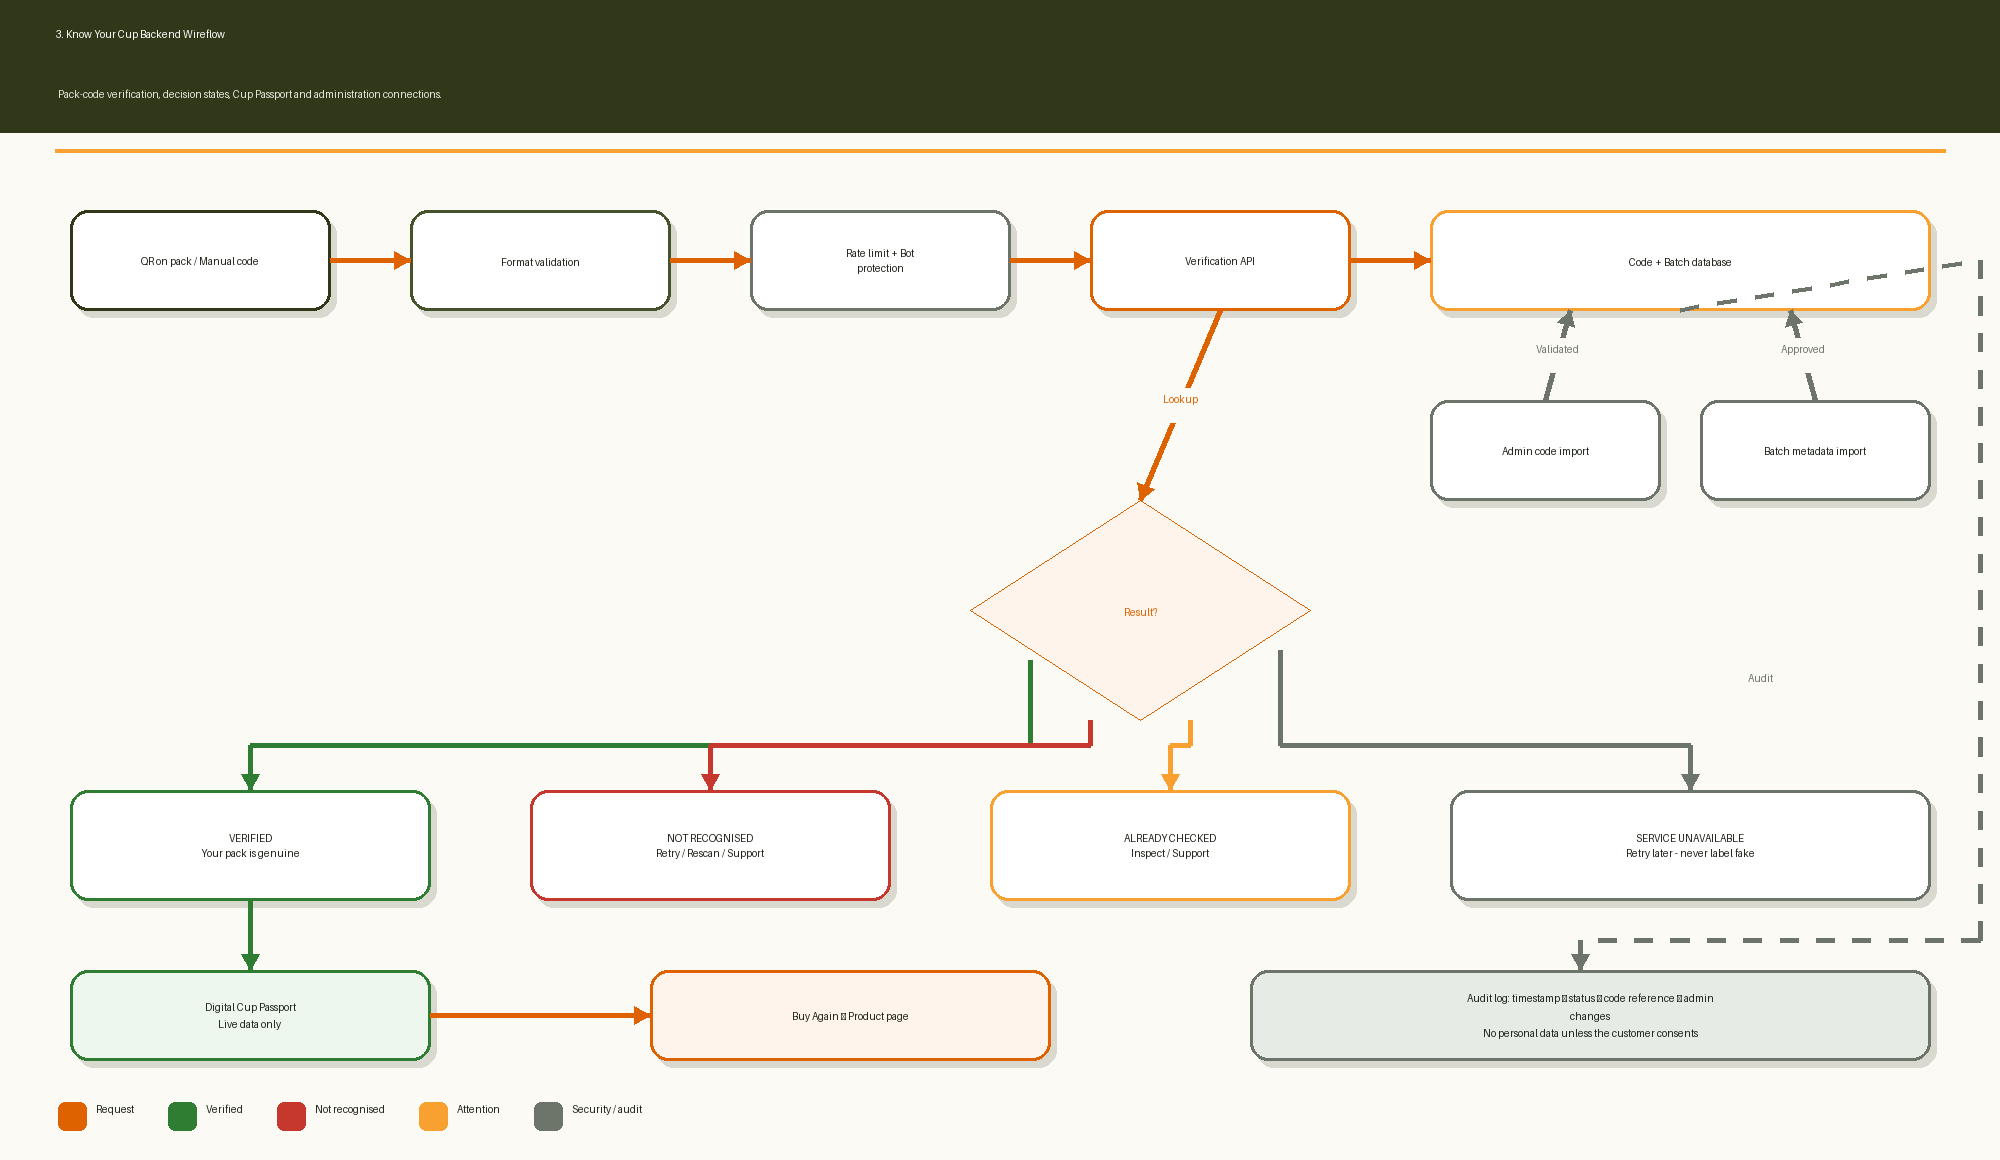 3. Know Your Cup Backend Wireflow
Pack-code verification, decision states, Cup Passport and administration connections.
QR on pack / Manual code
Format validation
Rate limit + Bot
protection
Verification API
Code + Batch database
Validated
Approved
Lookup
Admin code import
Batch metadata import
Result?
Audit
VERIFIED
Your pack is genuine
NOT RECOGNISED
Retry / Rescan / Support
ALREADY CHECKED
Inspect / Support
SERVICE UNAVAILABLE
Retry later - never label fake
Digital Cup Passport
Live data only
Buy Again ▯ Product page
Audit log: timestamp ▯ status ▯ code reference ▯ admin
changes
No personal data unless the customer consents
Request
Verified
Not recognised
Attention
Security / audit